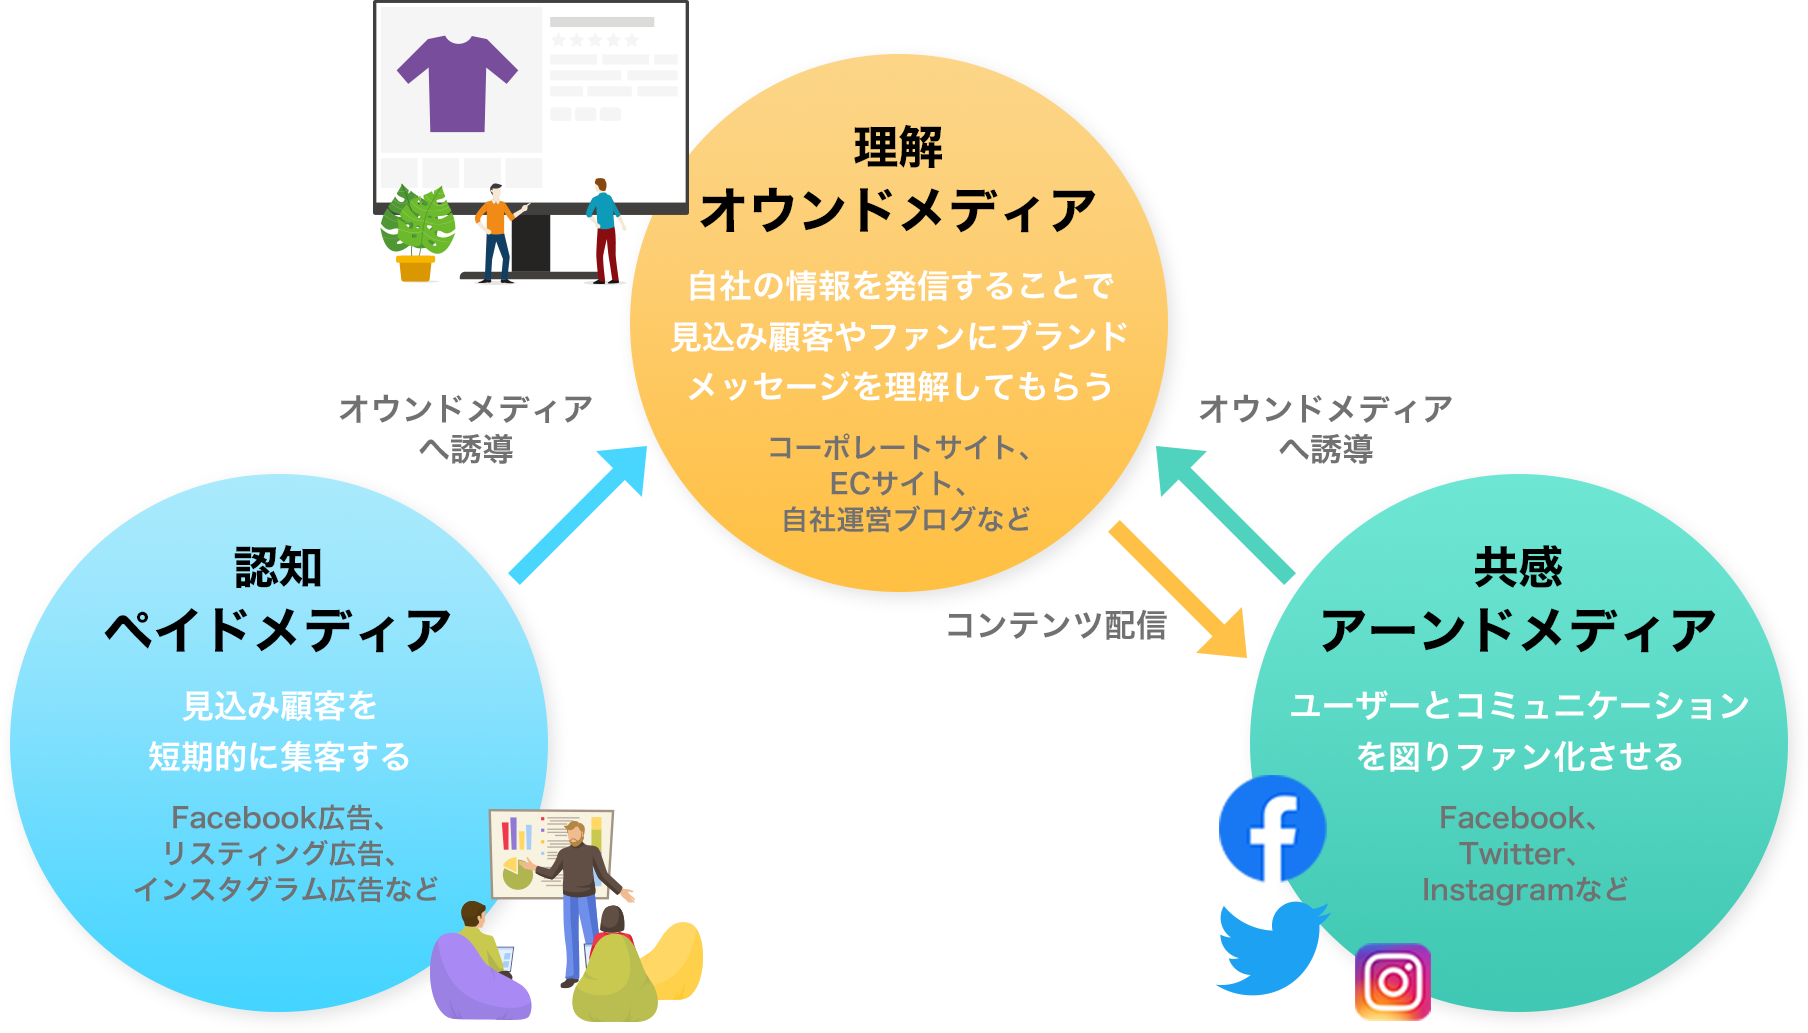 理解
オウンドメディア
自社の情報を発信することで
見込み顧客やファンにブランド
メッセージを理解してもらう
コーポレートサイト、
ECサイト、
自社運営ブログなど
オウンドメディア
へ誘導
オウンドメディア
へ誘導
コンテンツ配信
認知
ペイドメディア
見込み顧客を
短期的に集客する
Facebook広告、
リスティング広告、
インスタグラム広告など
共感
アーンドメディア
ユーザーとコミュニケーション
を図りファン化させる
Facebook、
Twitter、
Instagramなど